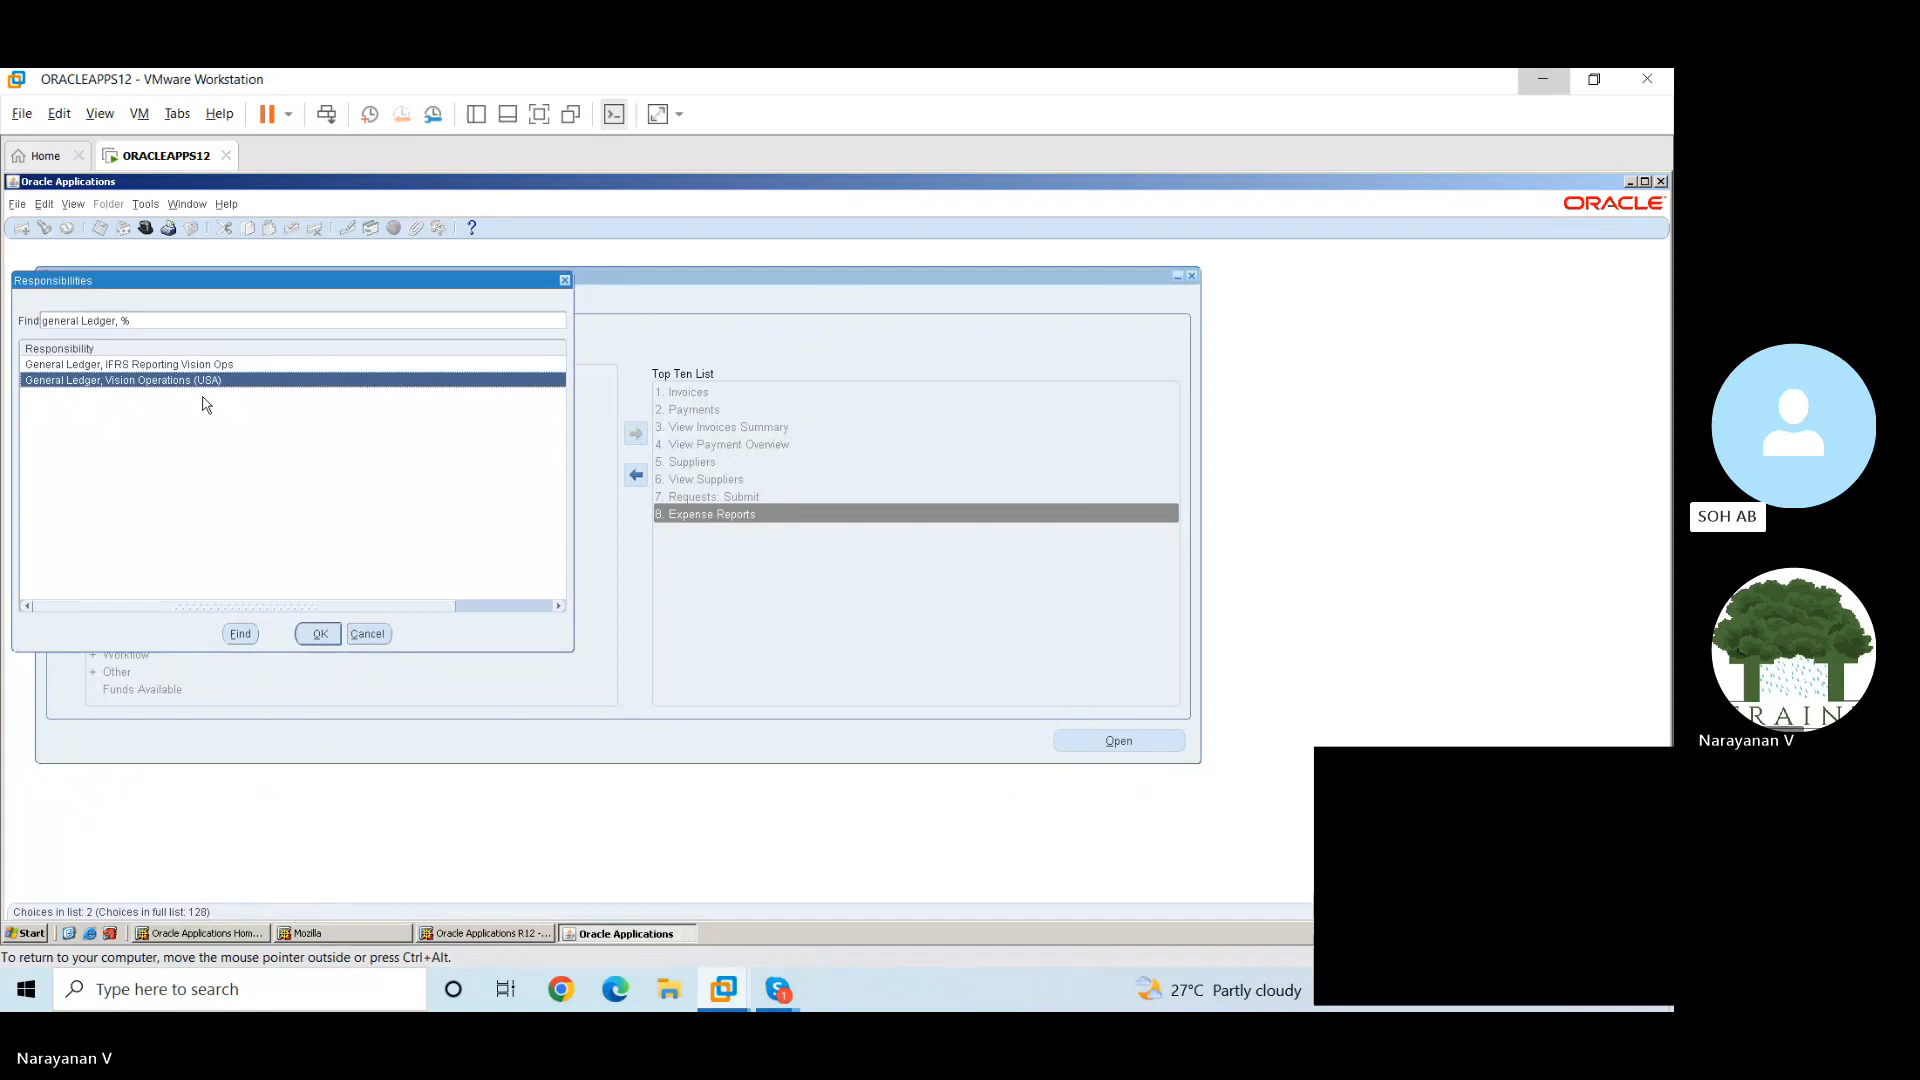 ORACLEAPPS12 - VMware Workstation
File Edit View VM Tabs Help
Home
ORACLEAPPS12
Oracle Applications
File Edit View Folder Tools Window Help
ORACLE
Responsibilities
Find general Ledger, %
Responsibility
General Ledger, IFRS Reporting Vision Ops
General Ledger, Vision Operations (USA)
Find
OK
Cancel
Top Ten List
1. Invoices
2. Payments
3. View Invoices Summary
4. View Payment Overview
5. Suppliers
6. View Suppliers
7. Requests: Submit
8. Expense Reports
+ Workflow
+ Other
Funds Available
Open
SOH AB
RAIN
Narayanan V
Choices in list: 2 (Choices in full list: 128)
Start
Oracle Applications Hom...
Mozilla
Oracle Applications R12 -...
Oracle Applications
To return to your computer, move the mouse pointer outside or press Ctrl+Alt.
Type here to search
1
27°C Partly cloudy
Narayanan V